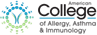 American
College
of Allergy, Asthma
& Immunology